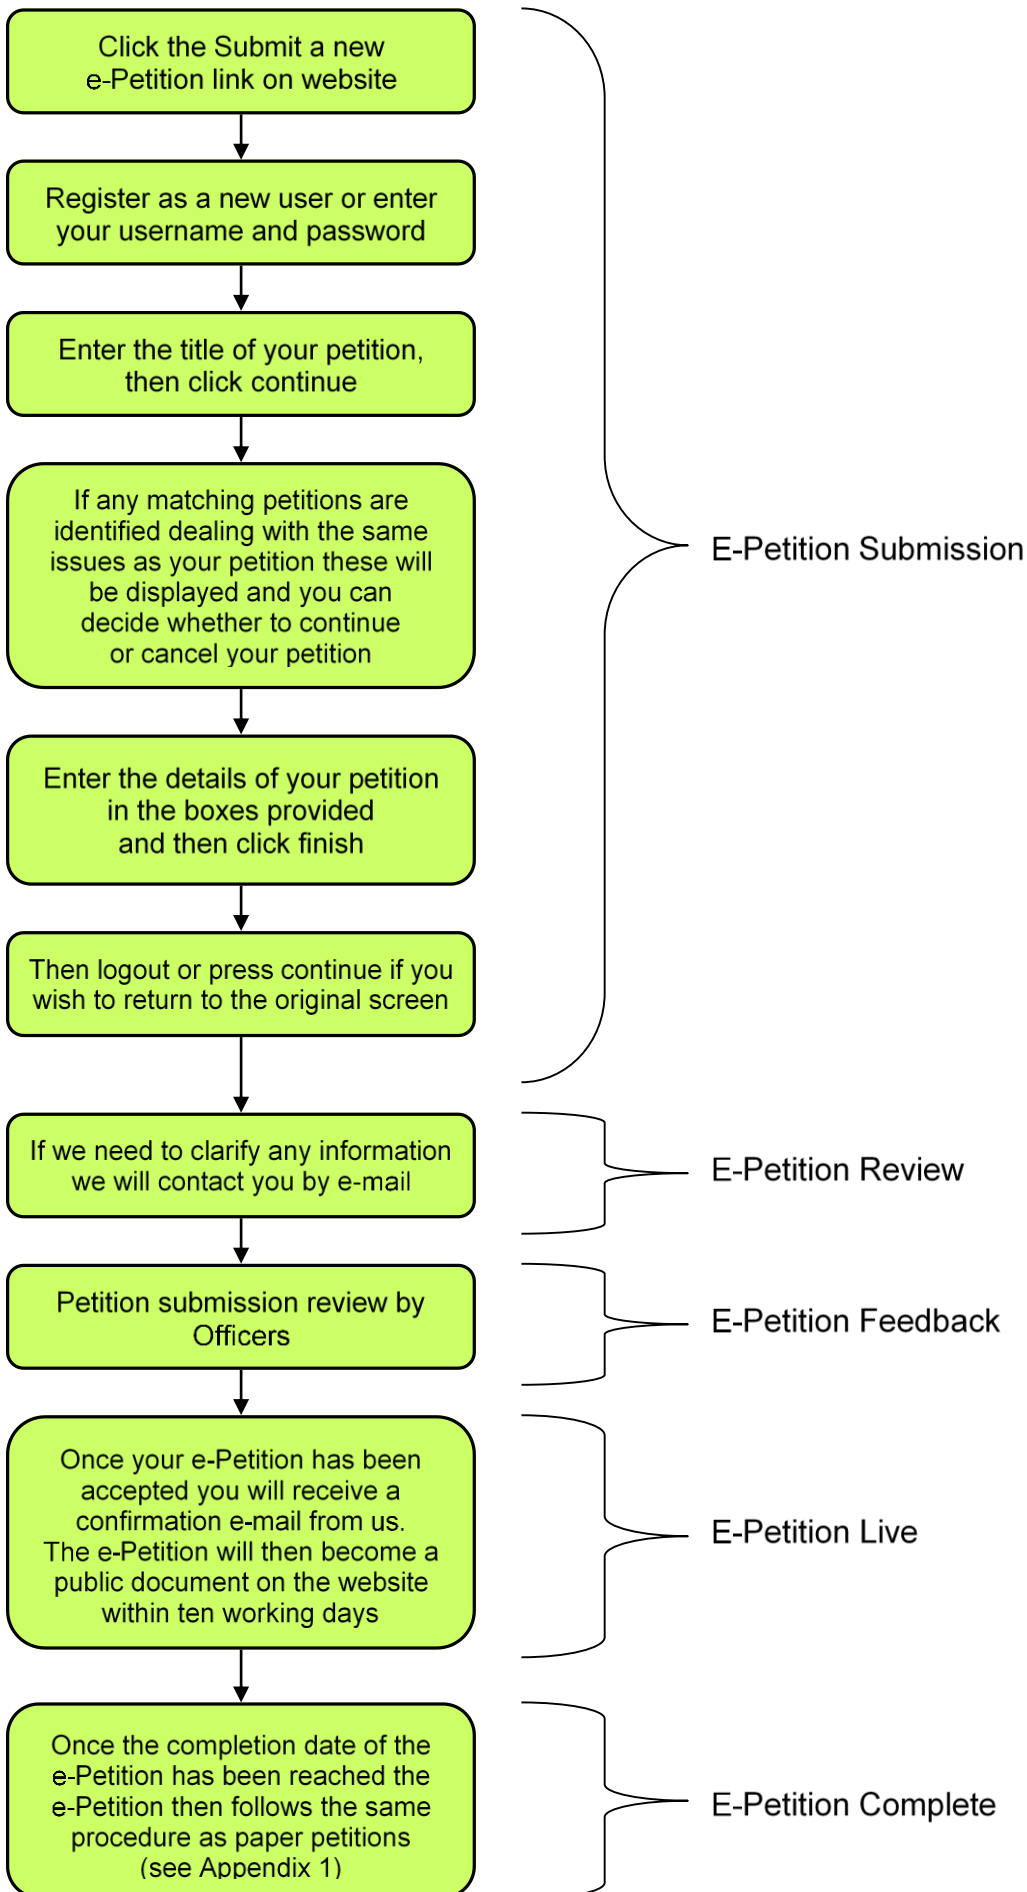 Click the Submit a new
e-Petition link on website
Register as a new user or enter
your username and password
Enter the title of your petition,
then click continue
If any matching petitions are
identified dealing with the same
issues as your petition these will
be displayed and you can
decide whether to continue
or cancel your petition
E-Petition Submission
Enter the details of your petition
in the boxes provided
and then click finish
Then logout or press continue if you
wish to return to the original screen
If we need to clarify any information
we will contact you by e-mail
E-Petition Review
Petition submission review by
Officers
E-Petition Feedback
Once your e-Petition has been
accepted you will receive a
confirmation e-mail from us.
The e-Petition will then become a
public document on the website
within ten working days
E-Petition Live
Once the completion date of the
e-Petition has been reached the
e-Petition then follows the same
procedure as paper petitions
(see Appendix 1)
E-Petition Complete